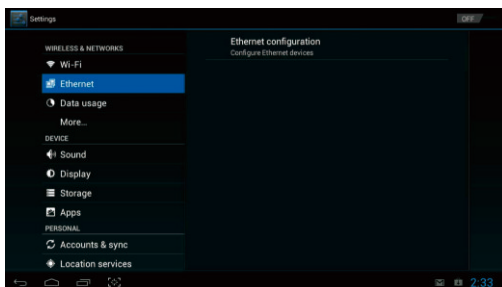 Settings
OFF
WIRELESS & NETWORKS
Wi-Fi
Ethernet
Data usage
More...
DEVICE
Sound
Display
Storage
Apps
PERSONAL
Accounts & sync
Location services
Ethernet configuration
Configure Ethernet devices
2:33